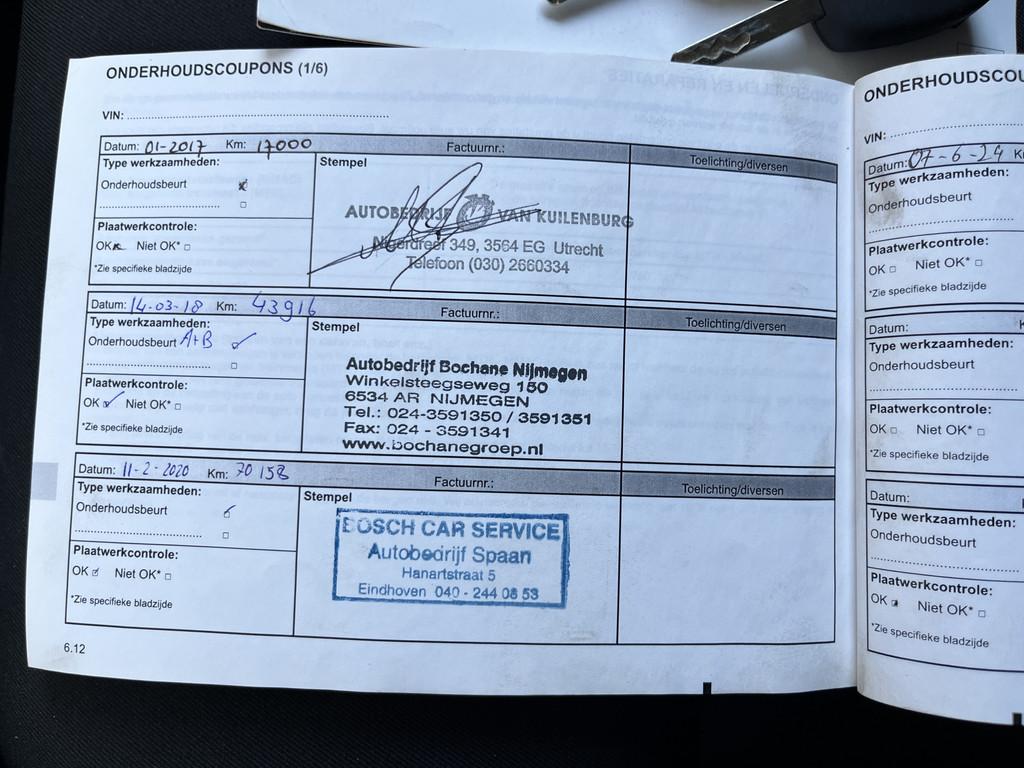 ONDERHOUDSCOUPONS (1/6)
VIN:
Datum: 01-2017 Km: 17000 Factuurnr.: Toelichting/diversen
Type werkzaamheden:
Stempel
Onderhoudsbeurt
AUTOBEDRIJF VAN KUILENBURG
349, 3564 EG Utrecht
Telefoon (030) 2660334
Plaatwerkcontrole:
OK Niet OK*
*Zie specifieke bladzijde
Datum: 14-03-18 Km: 43916 Factuurnr.: Toelichting/diversen
Type werkzaamheden:
Stempel
Onderhoudsbeurt A+B
Autobedrijf Bochane Nijmegen
Winkelsteegseweg 150
6534 AR NIJMEGEN
Tel.: 024-3591350 / 3591351
Fax: 024 - 3591341
www.bochanegroep.nl
Plaatwerkcontrole:
OK Niet OK*
*Zie specifieke bladzijde
Datum: 11-2-2020 Km: 70158 Factuurnr.: Toelichting/diversen
Type werkzaamheden:
Stempel
Onderhoudsbeurt
BOSCH CAR SERVICE
Autobedrijf Spaan
Hanartstraat 5
Eindhoven 040 - 244 08 53
Plaatwerkcontrole:
OK Niet OK*
*Zie specifieke bladzijde
6.12
ONDERHOUDSCOU
VIN:
Datum: 07-6-24 K
Type werkzaamheden:
Onderhoudsbeurt
Plaatwerkcontrole:
OK Niet OK*
*Zie specifieke bladzijde
Datum:
Type werkzaamheden:
Onderhoudsbeurt
Plaatwerkcontrole:
OK Niet OK*
*Zie specifieke bladzijde
Datum:
Type werkzaamheden:
Onderhoudsbeurt
Plaatwerkcontrole:
OK Niet OK*
*Zie specifieke bladzijde